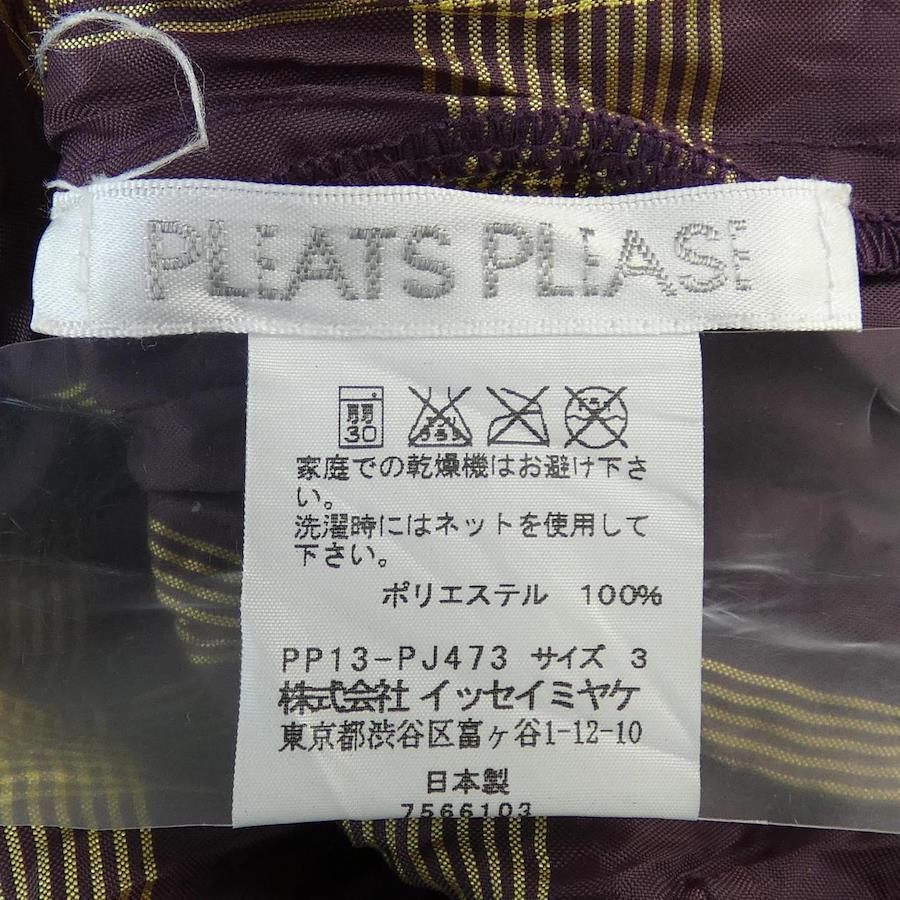 PLEATS PLEASE
弱
30
家庭での乾燥機はお避け下さ
い。
洗濯時にはネットを使用して
下さい。
ポリエステル 100%
PP13-PJ473 サイズ 3
株式会社 イッセイミヤケ
東京都渋谷区富ヶ谷1-12-10
日本製
7566103